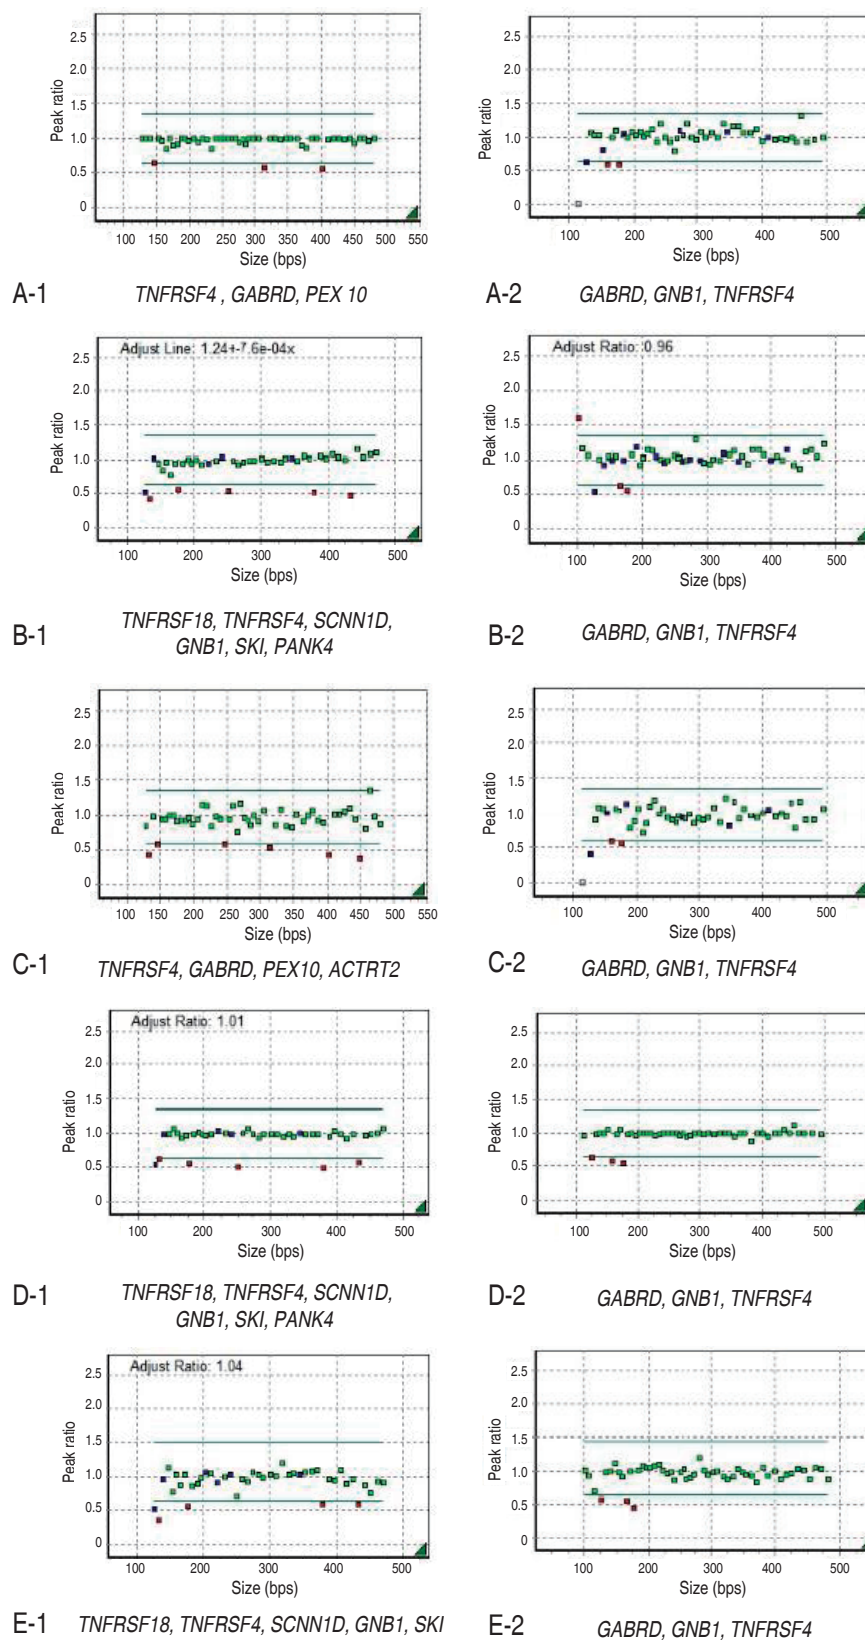 2.5
2.0
1.5
1.0
0.5
0
Peak ratio
100 150 200 250 300 350 400 450 500 550
Size (bps)
A-1 TNFRSF4 , GABRD, PEX 10
2.5
2.0
1.5
1.0
0.5
0
Peak ratio
100 200 300 400 500
Size (bps)
A-2 GABRD, GNB1, TNFRSF4
Adjust Line: 1.24+-7.6e-04x
2.5
2.0
1.5
1.0
0.5
0
Peak ratio
100 200 300 400 500
Size (bps)
B-1 TNFRSF18, TNFRSF4, SCNN1D,
GNB1, SKI, PANK4
Adjust Ratio: 0.96
2.5
2.0
1.5
1.0
0.5
0
Peak ratio
100 200 300 400 500
Size (bps)
B-2 GABRD, GNB1, TNFRSF4
2.5
2.0
1.5
1.0
0.5
0
Peak ratio
100 150 200 250 300 350 400 450 500 550
Size (bps)
C-1 TNFRSF4, GABRD, PEX10, ACTRT2
2.5
2.0
1.5
1.0
0.5
0
Peak ratio
100 200 300 400 500
Size (bps)
C-2 GABRD, GNB1, TNFRSF4
Adjust Ratio: 1.01
2.5
2.0
1.5
1.0
0.5
0
Peak ratio
100 200 300 400 500
Size (bps)
D-1 TNFRSF18, TNFRSF4, SCNN1D,
GNB1, SKI, PANK4
2.5
2.0
1.5
1.0
0.5
0
Peak ratio
100 200 300 400 500
Size (bps)
D-2 GABRD, GNB1, TNFRSF4
Adjust Ratio: 1.04
2.5
2.0
1.5
1.0
0.5
0
Peak ratio
100 200 300 400 500
Size (bps)
E-1 TNFRSF18, TNFRSF4, SCNN1D, GNB1, SKI
2.5
2.0
1.5
1.0
0.5
0
Peak ratio
100 200 300 400 500
Size (bps)
E-2 GABRD, GNB1, TNFRSF4